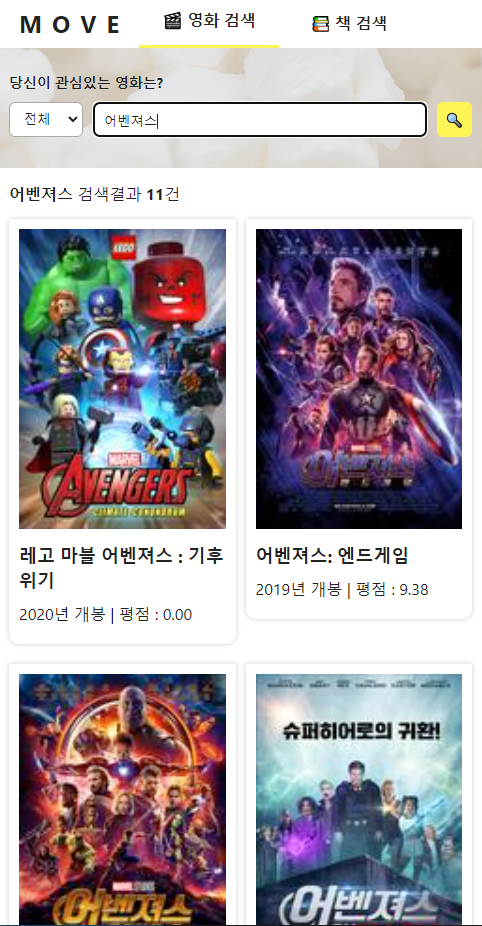 MOVE
영화 검색
책 검색
당신이 관심있는 영화는?
전체
어벤져스
어벤져스 검색결과 11건
LEGO
MARVEL
AVENGERS
CLIMATE CONUNDRUM
어벤져스
레고 마블 어벤져스 : 기후
위기
2020년 개봉 | 평점 : 0.00
어벤져스: 엔드게임
2019년 개봉 | 평점 : 9.38
MARVEL STUDIOS
어벤져스
슈퍼히어로의 귀환!
어벤져스